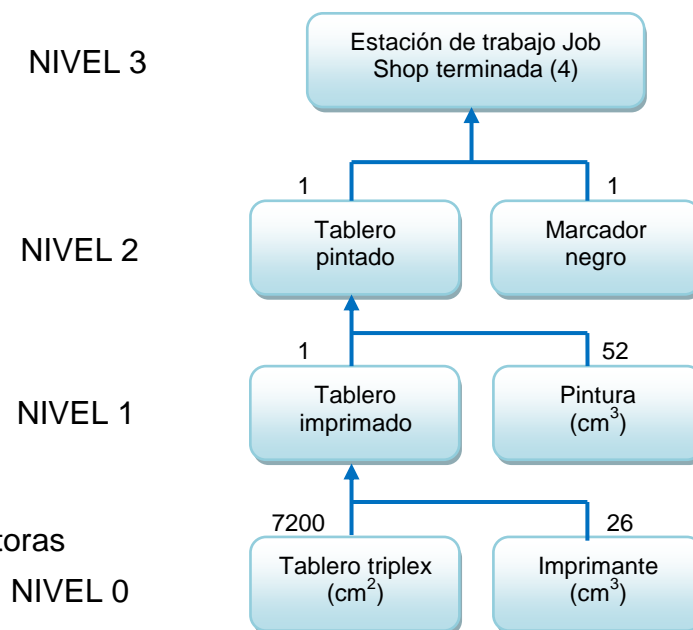 NIVEL 3
Estación de trabajo Job
Shop terminada (4)
1
1
NIVEL 2
Tablero
pintado
Marcador
negro
1
52
NIVEL 1
Tablero
imprimado
Pintura
(cm³)
7200
26
toras
NIVEL 0
Tablero triplex
(cm²)
Imprimante
(cm³)